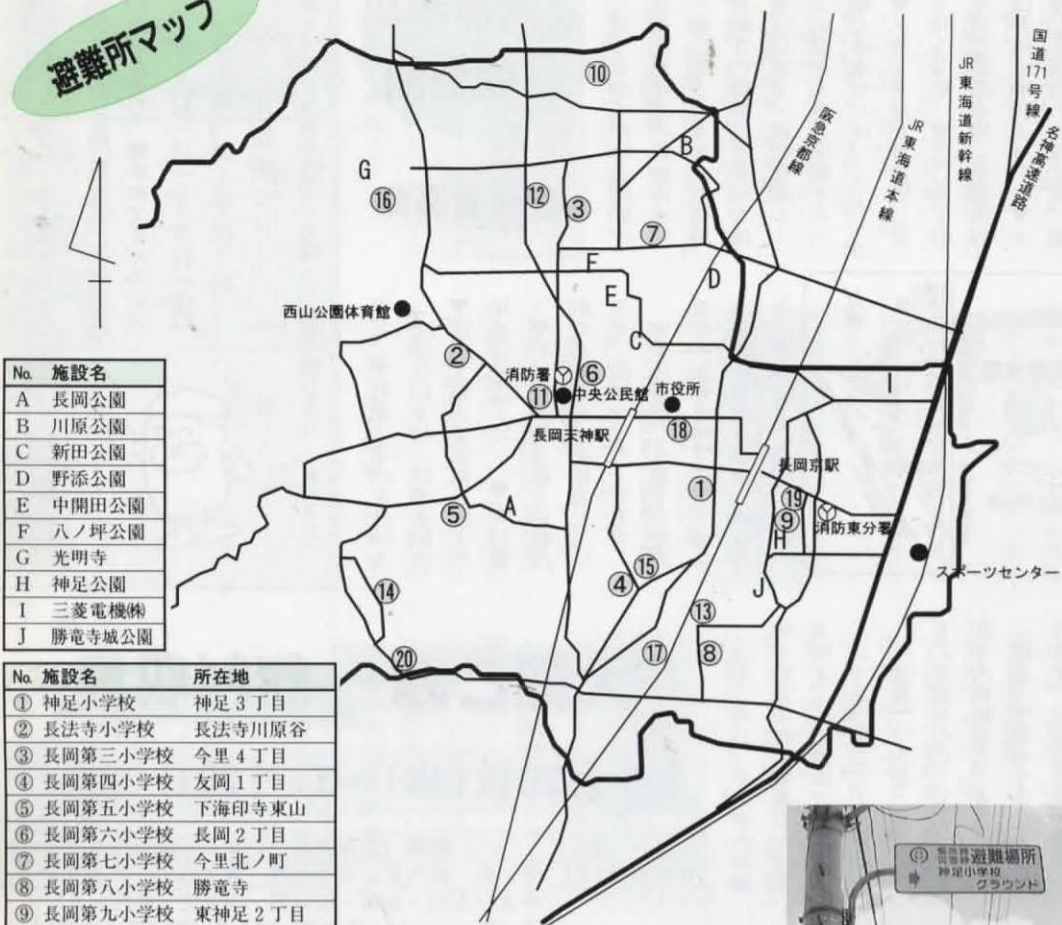 避難所マップ
国道171号線
名神高速道路
JR東海道新幹線
JR東海道本線
阪急京都線
⑩
B
G
⑯
⑫
③
⑦
F
D
E
西山公園体育館
C
②
消防署
⑥
⑪
中央公民館
市役所
⑱
I
長岡天神駅
長岡京駅
①
⑲
⑨
消防東分署
H
⑤
A
スポーツセンター
⑮
④
J
⑭
⑬
⑰
⑧
⑳
No. 施設名
A 長岡公園
B 川原公園
C 新田公園
D 野添公園
E 中開田公園
F 八ノ坪公園
G 光明寺
H 神足公園
I 三菱電機㈱
J 勝竜寺城公園
No. 施設名 所在地
① 神足小学校 神足3丁目
② 長法寺小学校 長法寺川原谷
③ 長岡第三小学校 今里4丁目
④ 長岡第四小学校 友岡1丁目
⑤ 長岡第五小学校 下海印寺東山
⑥ 長岡第六小学校 長岡2丁目
⑦ 長岡第七小学校 今里北ノ町
⑧ 長岡第八小学校 勝竜寺
⑨ 長岡第九小学校 東神足2丁目
避難場所
神足小学校
グラウンド